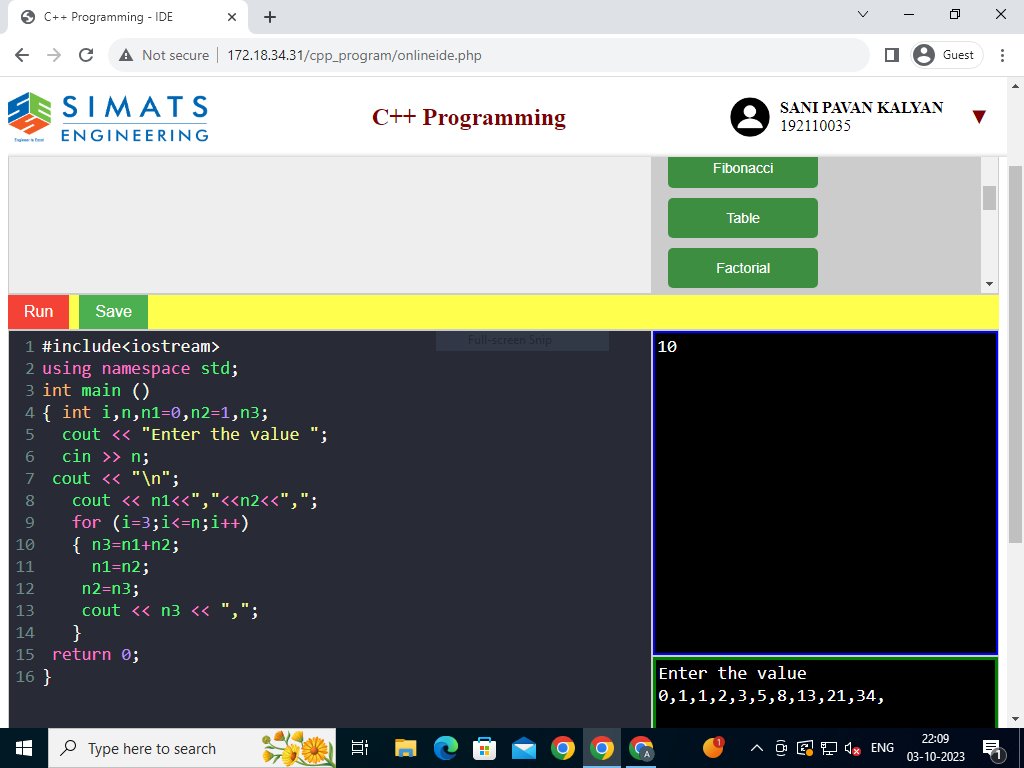 C++ Programming - IDE
Not secure
172.18.34.31/cpp_program/onlineide.php
Guest
SIMATS
ENGINEERING
Engineer to Excel
C++ Programming
SANI PAVAN KALYAN
192110035
Fibonacci
Table
Factorial
Run
Save
Full-screen Snip
1 #include<iostream>
2 using namespace std;
3 int main ()
4 { int i,n,n1=0,n2=1,n3;
5 cout << "Enter the value ";
6 cin >> n;
7 cout << "\n";
8 cout << n1<<","<<n2<<",";
9 for (i=3;i<=n;i++)
10 { n3=n1+n2;
11 n1=n2;
12 n2=n3;
13 cout << n3 << ",";
14 }
15 return 0;
16 }
10
Enter the value
0,1,1,2,3,5,8,13,21,34,
Type here to search
A
1
ENG
22:09
03-10-2023
1